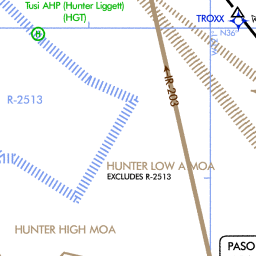 Tusi AHP (Hunter Liggett)
(HGT)
TROXX
N36°
R-2513
IR-203
HUNTER LOW A MOA
EXCLUDES R-2513
HUNTER HIGH MOA
PASO